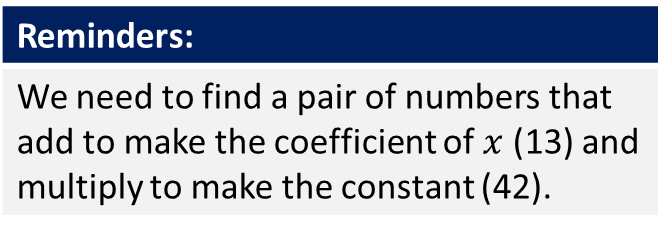 Reminders:
We need to find a pair of numbers that
add to make the coefficient of x (13) and
multiply to make the constant (42).